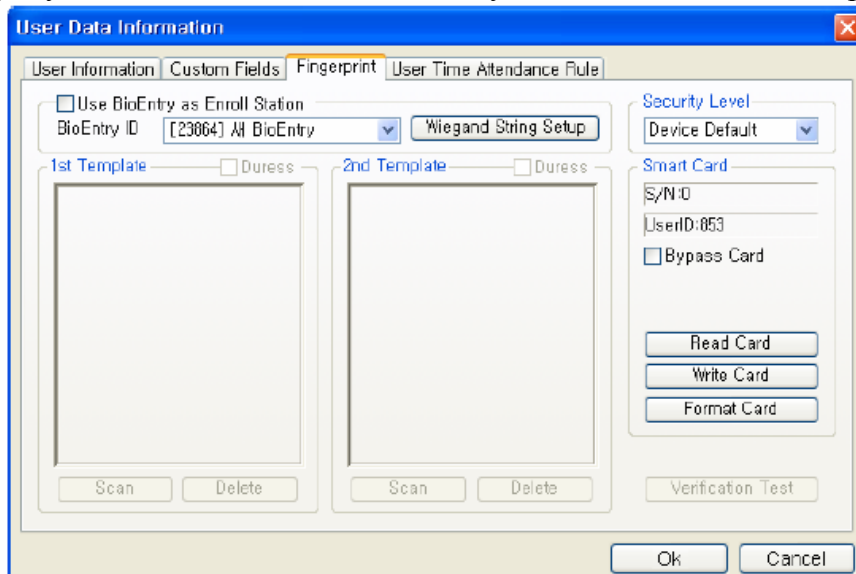 User Data Information
User Information Custom Fields Fingerprint User Time Attendance Rule
Use BioEntry as Enroll Station
BioEntry ID [23864] 새 BioEntry Wiegand String Setup
Security Level
Device Default
1st Template Duress
2nd Template Duress
Smart Card
S/N:0
UserID:853
Bypass Card
Read Card
Write Card
Format Card
Scan Delete
Scan Delete
Verification Test
Ok Cancel